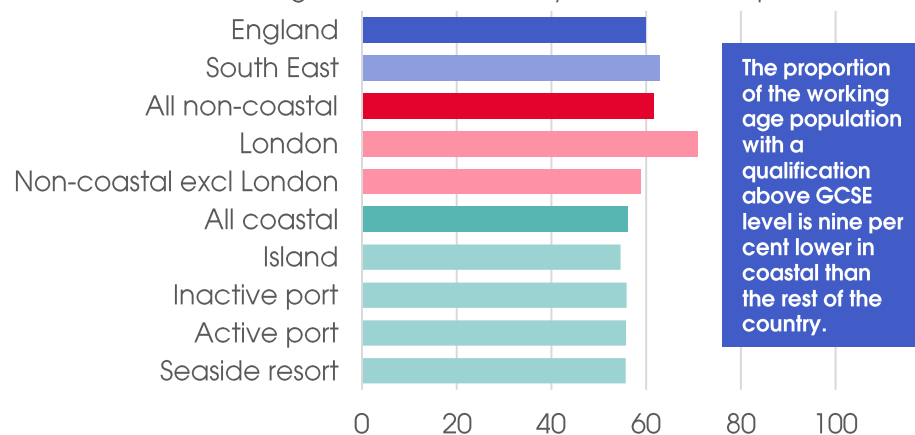 England
South East
All non-coastal
London
Non-coastal excl London
All coastal
Island
Inactive port
Active port
Seaside resort
0 20 40 60 80 100
The proportion
of the working
age population
with a
qualification
above GCSE
level is nine per
cent lower in
coastal than
the rest of the
country.